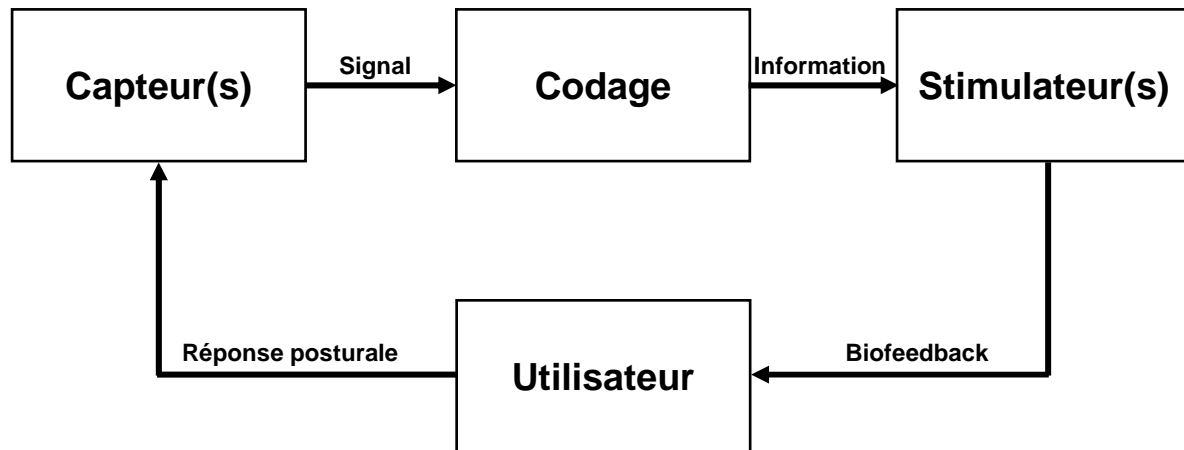 Capteur(s)
Signal
Codage
Information
Stimulateur(s)
Réponse posturale
Utilisateur
Biofeedback